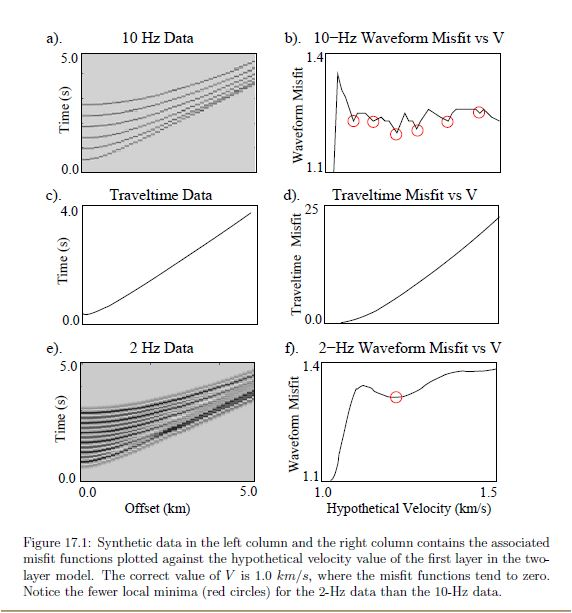 a). 10 Hz Data
5.0
Time (s)
0.0
b). 10−Hz Waveform Misfit vs V
1.4
Waveform Misfit
1.1
c). Traveltime Data
4.0
Time (s)
0.0
d). Traveltime Misfit vs V
25
Traveltime Misfit
0.0
e). 2 Hz Data
5.0
Time (s)
0.0
0.0 5.0
Offset (km)
f). 2−Hz Waveform Misfit vs V
1.4
Waveform Misfit
1.1
1.0 1.5
Hypothetical Velocity (km/s)
Figure 17.1: Synthetic data in the left column and the right column contains the associated
misfit functions plotted against the hypothetical velocity value of the first layer in the two-
layer model. The correct value of V is 1.0 km/s, where the misfit functions tend to zero.
Notice the fewer local minima (red circles) for the 2-Hz data than the 10-Hz data.